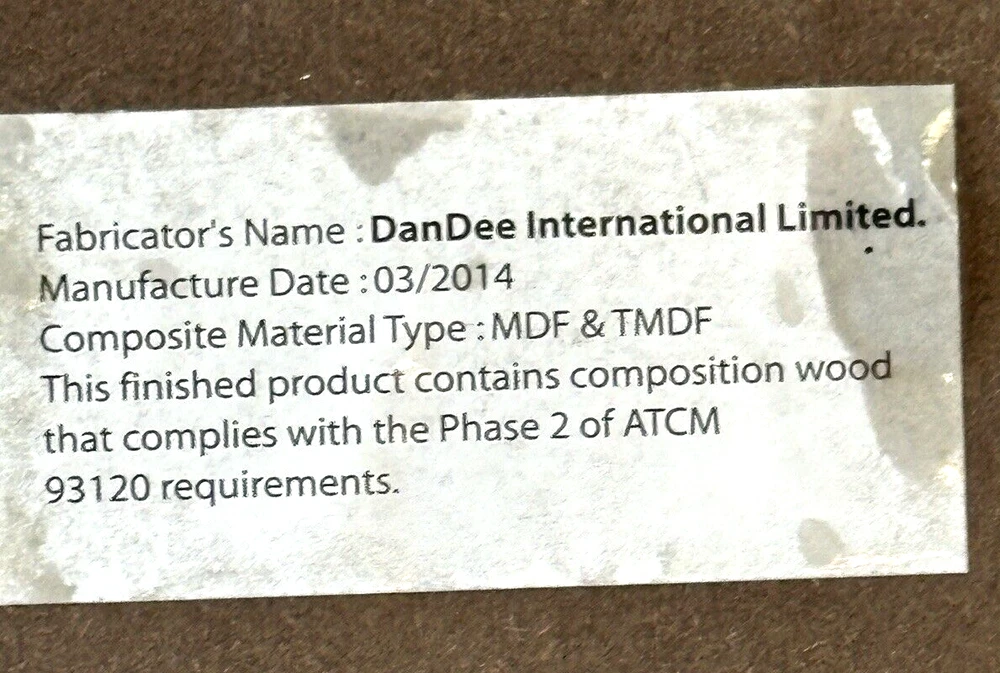 Fabricator's Name : DanDee International Limited.
Manufacture Date : 03/2014
Composite Material Type : MDF & TMDF
This finished product contains composition wood
that complies with the Phase 2 of ATCM
93120 requirements.